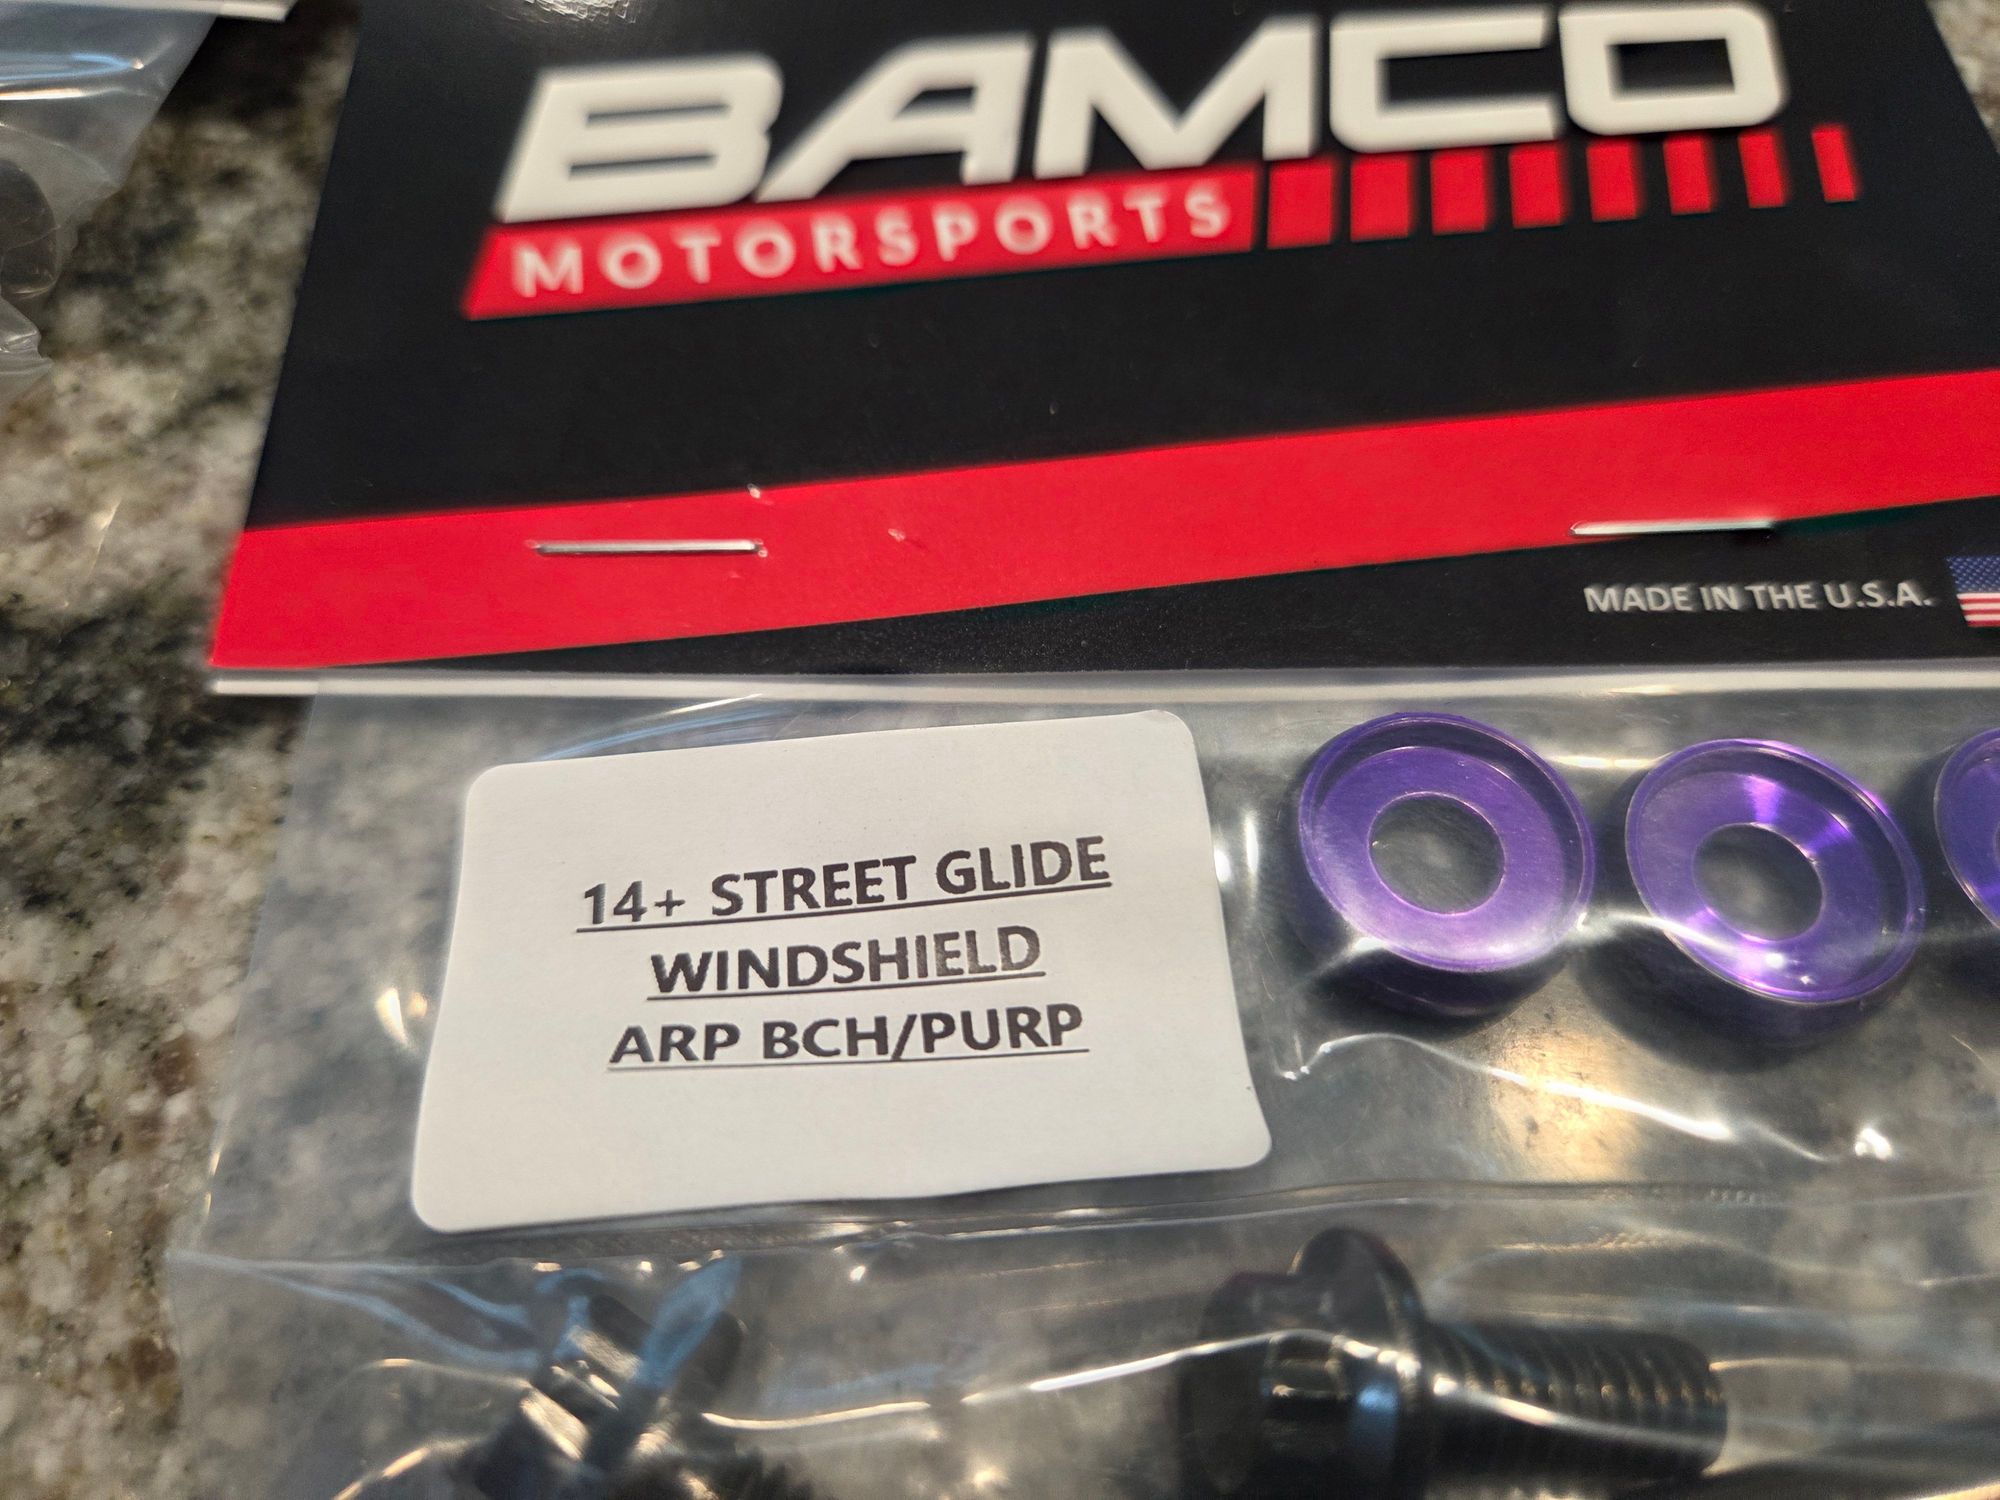 BAMCO
MOTORSPORTS
MADE IN THE U.S.A.
14+ STREET GLIDE
WINDSHIELD
ARP BCH/PURP